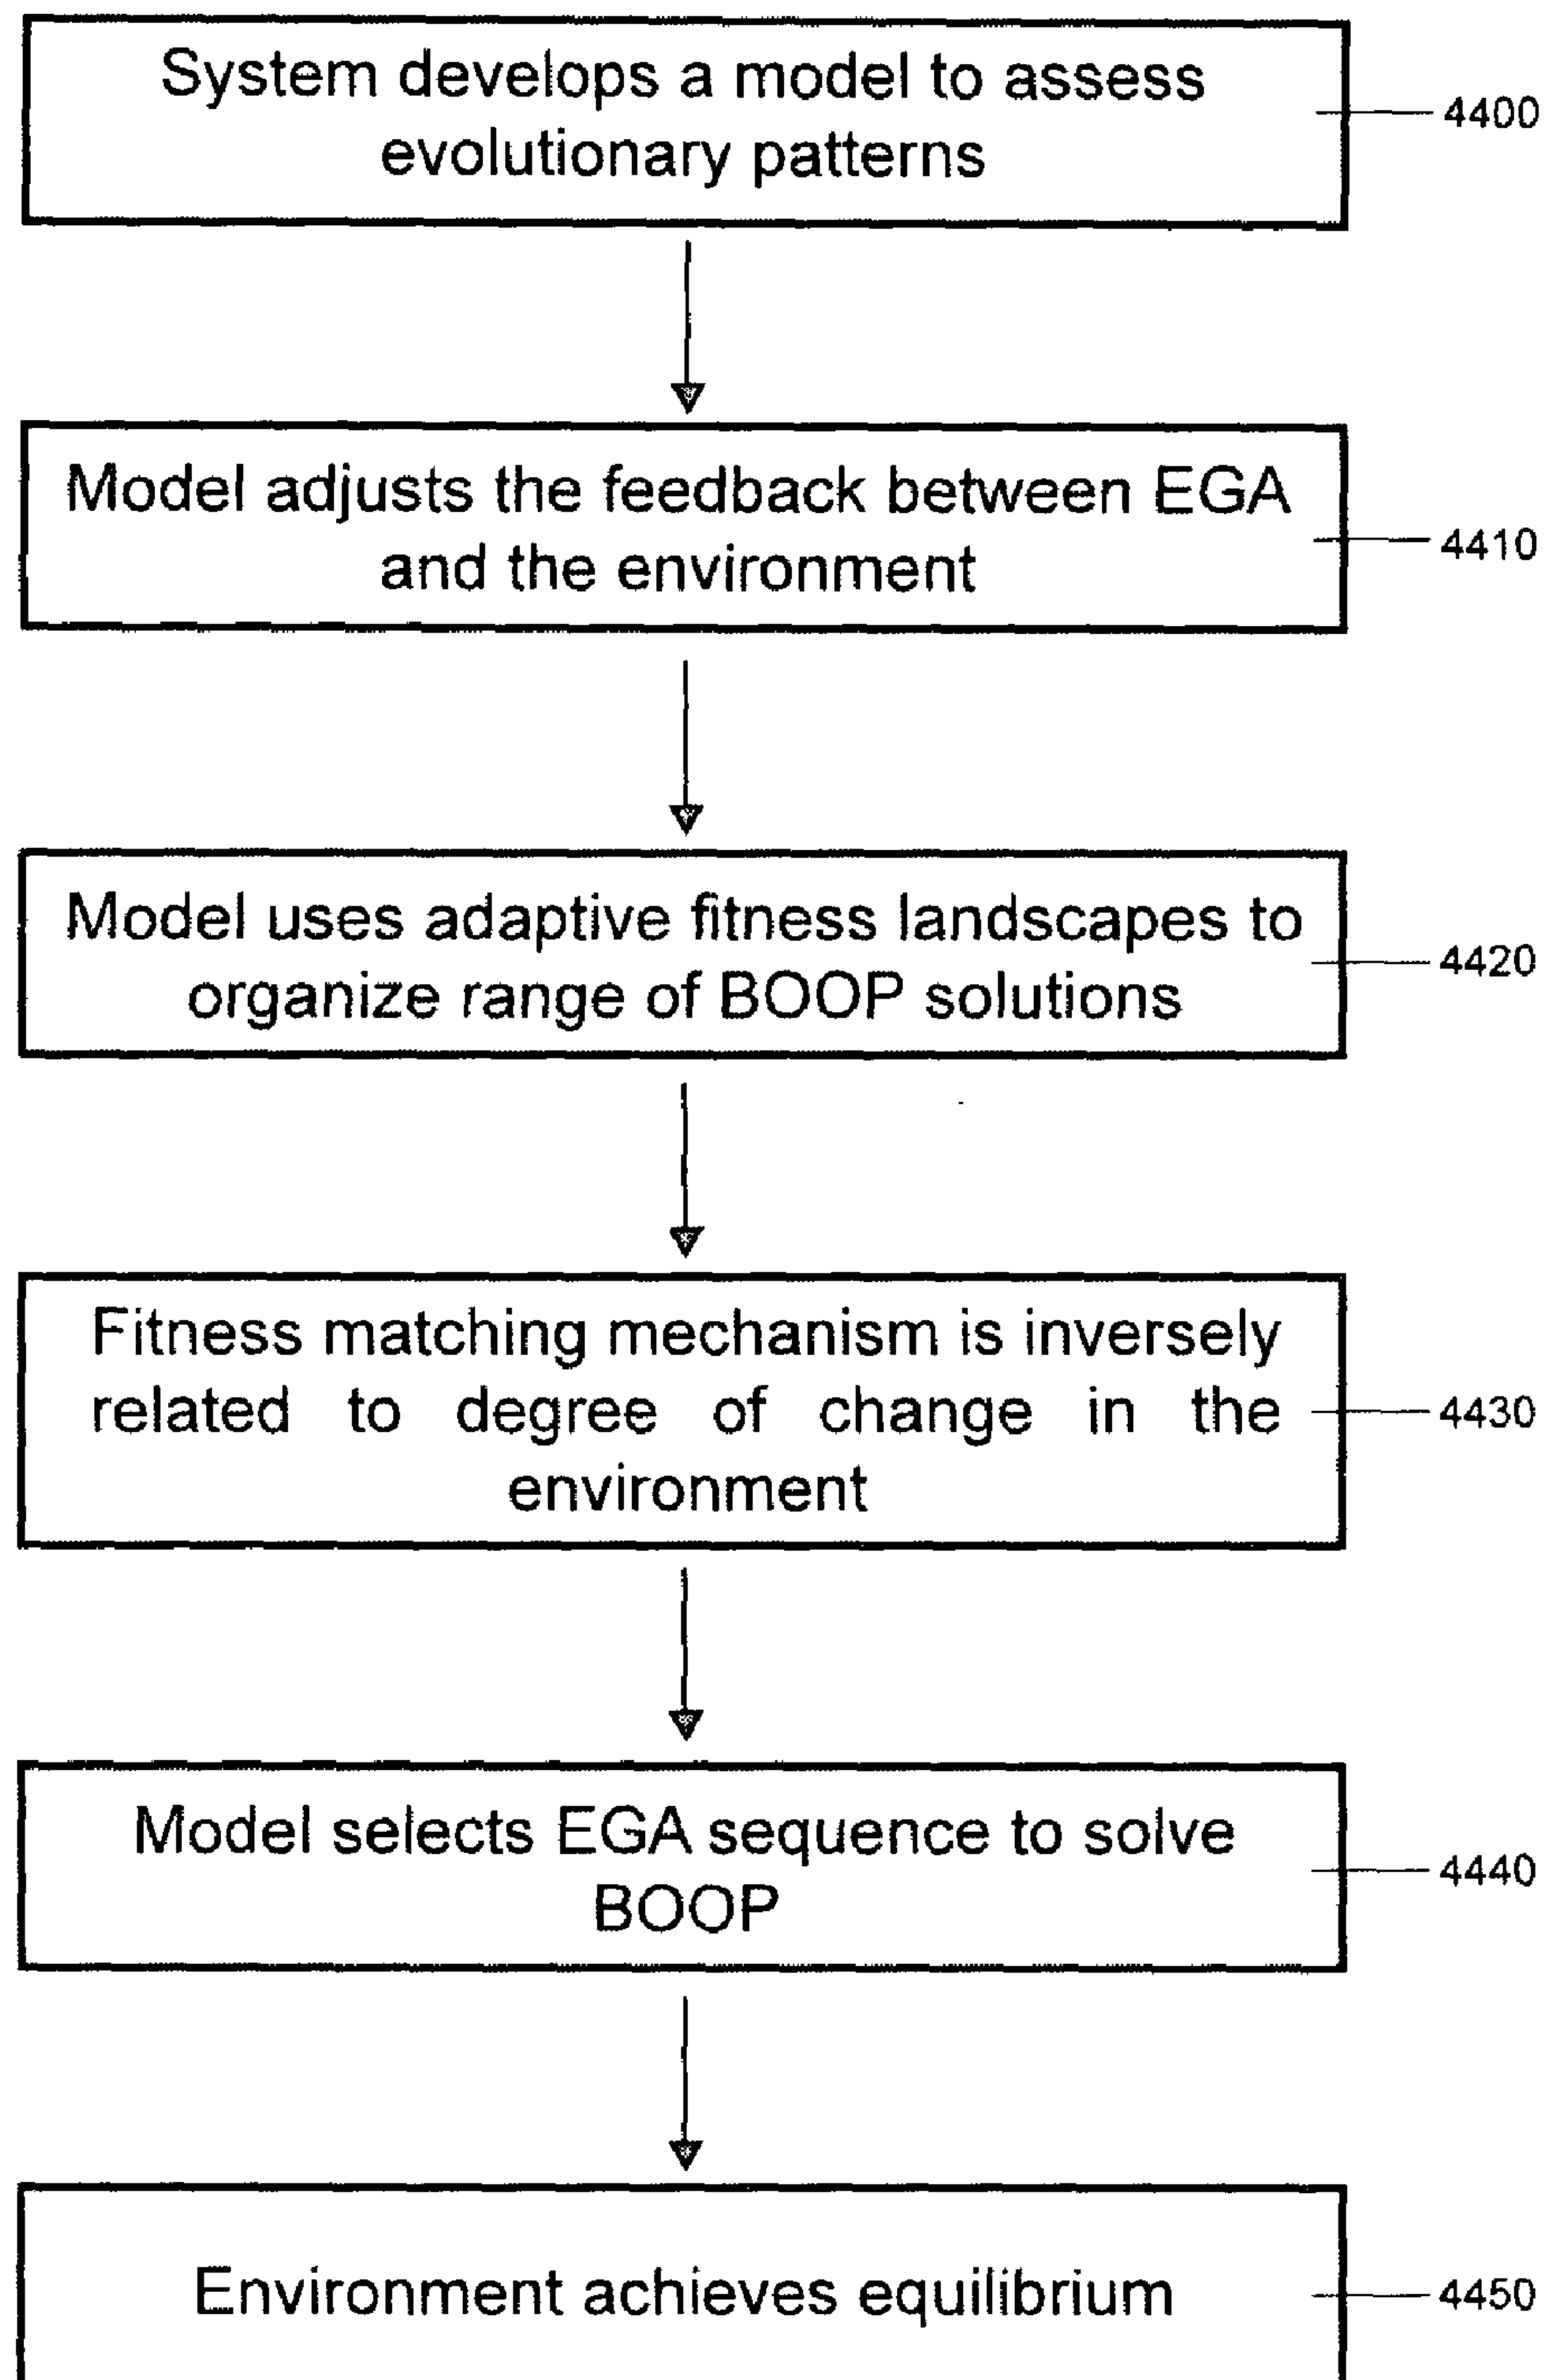 System develops a model to assess
evolutionary patterns
4400
Model adjusts the feedback between EGA
and the environment
4410
Model uses adaptive fitness landscapes to
organize range of BOOP solutions
4420
Fitness matching mechanism is inversely
related to degree of change in the
environment
4430
Model selects EGA sequence to solve
BOOP
4440
Environment achieves equilibrium
4450